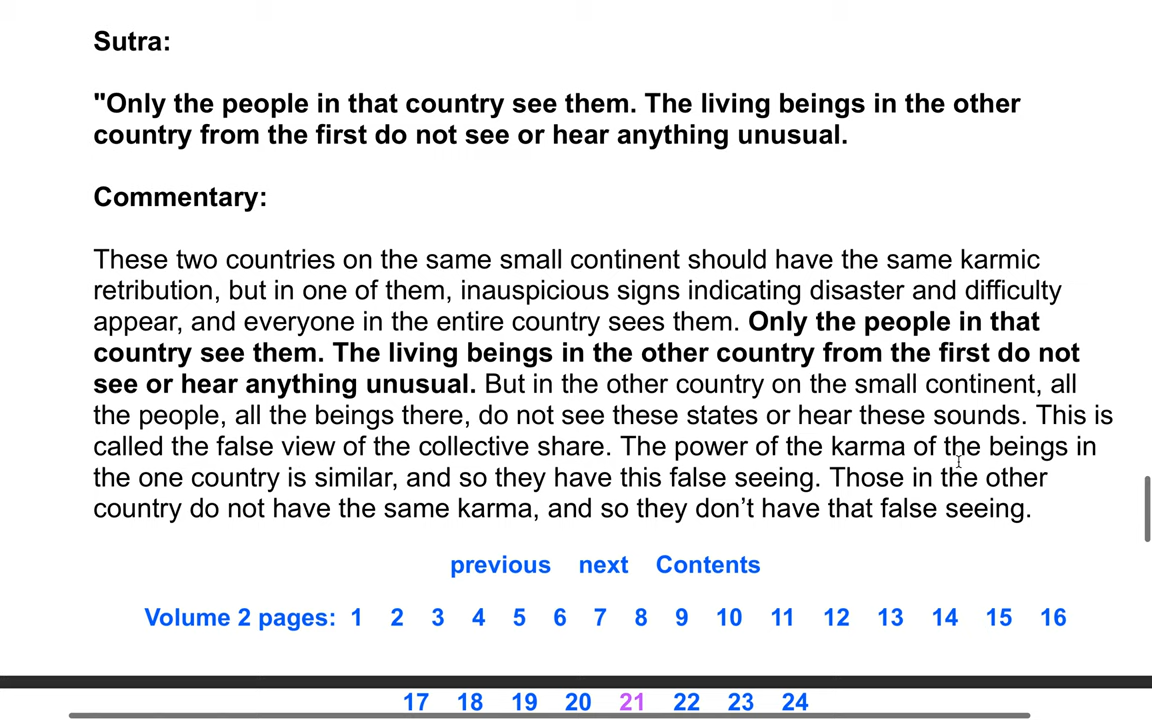 Sutra:
"Only the people in that country see them. The living beings in the other
country from the first do not see or hear anything unusual.
Commentary:
These two countries on the same small continent should have the same karmic
retribution, but in one of them, inauspicious signs indicating disaster and difficulty
appear, and everyone in the entire country sees them. Only the people in that
country see them. The living beings in the other country from the first do not
see or hear anything unusual. But in the other country on the small continent, all
the people, all the beings there, do not see these states or hear these sounds. This is
called the false view of the collective share. The power of the karma of the beings in
the one country is similar, and so they have this false seeing. Those in the other
country do not have the same karma, and so they don’t have that false seeing.
previous next Contents
Volume 2 pages: 1 2 3 4 5 6 7 8 9 10 11 12 13 14 15 16
17 18 19 20 21 22 23 24